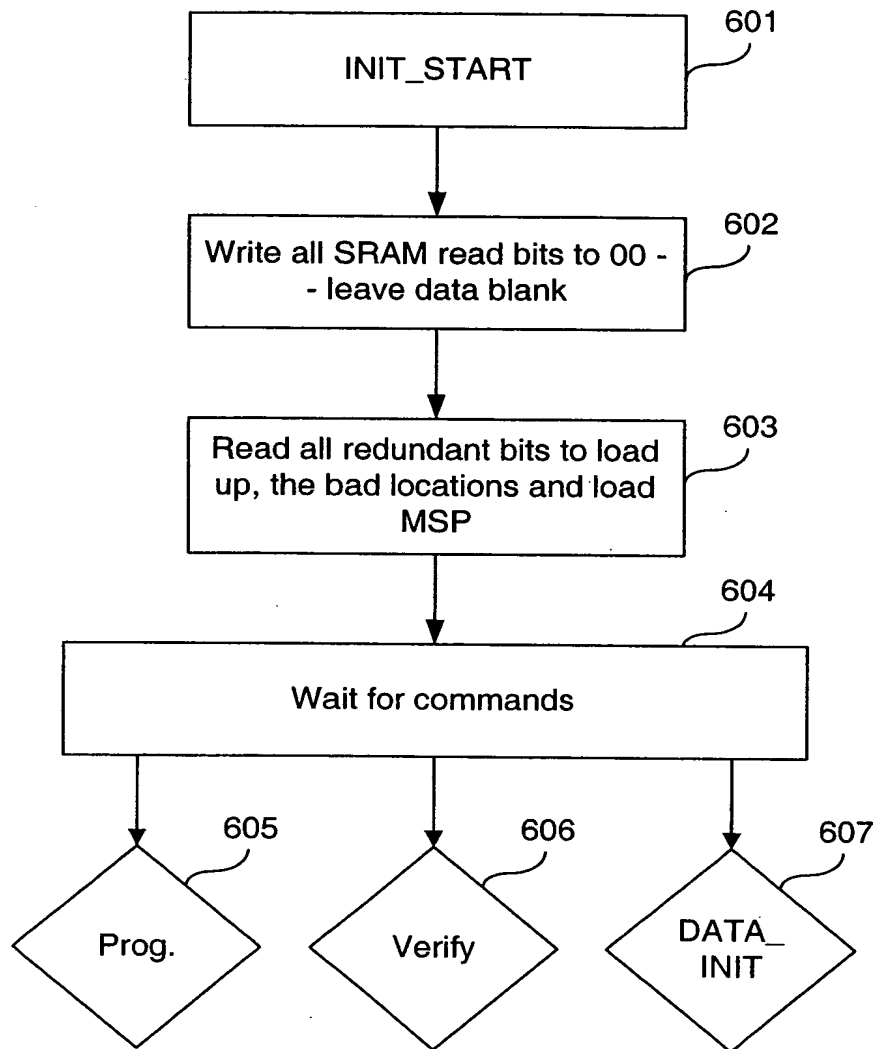 601
INIT_START
602
Write all SRAM read bits to 00 -
- leave data blank
603
Read all redundant bits to load
up, the bad locations and load
MSP
604
Wait for commands
605
606
607
Prog.
Verify
DATA_
INIT